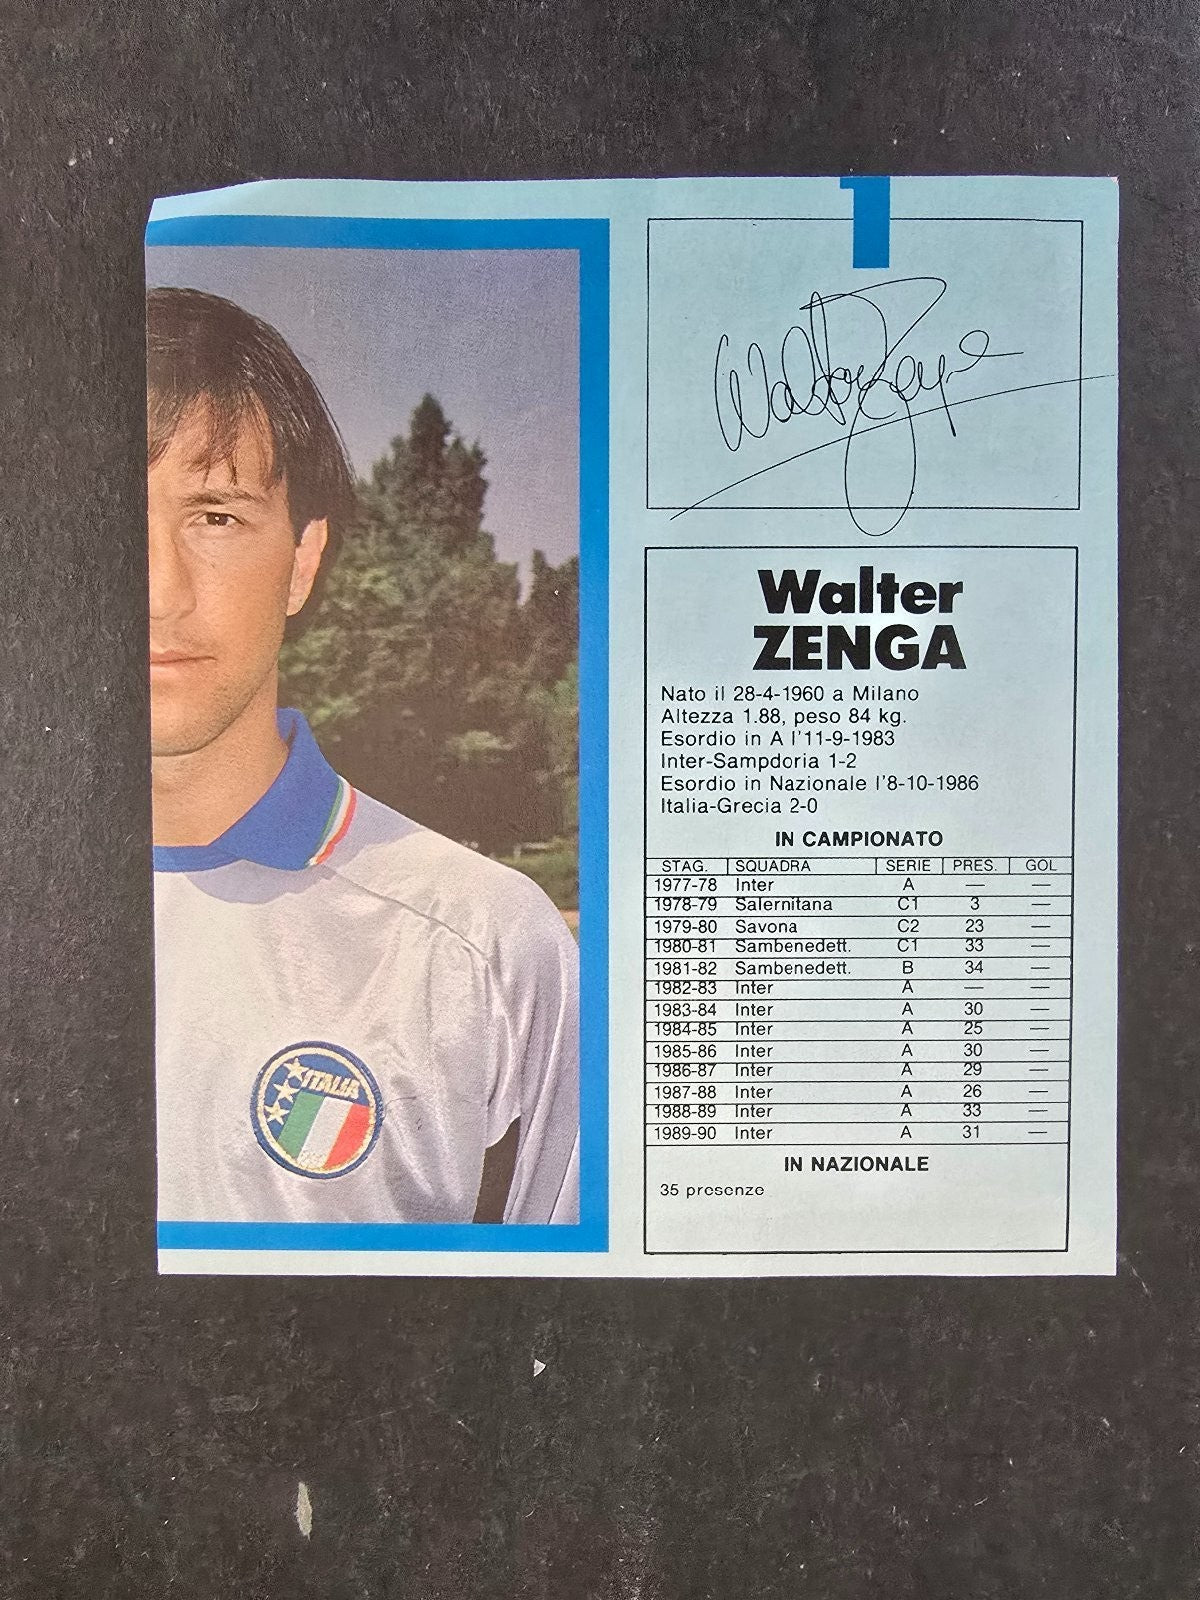 1
Walter Zenga
Walter
ZENGA
Nato il 28-4-1960 a Milano
Altezza 1.88, peso 84 kg.
Esordio in A l'11-9-1983
Inter-Sampdoria 1-2
Esordio in Nazionale l'8-10-1986
Italia-Grecia 2-0
IN CAMPIONATO
STAG. SQUADRA SERIE PRES. GOL
1977-78 Inter A — —
1978-79 Salernitana C1 3 —
1979-80 Savona C2 23 —
1980-81 Sambenedett. C1 33 —
1981-82 Sambenedett. B 34 —
1982-83 Inter A — —
1983-84 Inter A 30 —
1984-85 Inter A 25 —
1985-86 Inter A 30 —
1986-87 Inter A 29 —
1987-88 Inter A 26 —
1988-89 Inter A 33 —
1989-90 Inter A 31 —
IN NAZIONALE
35 presenze
ITALIA